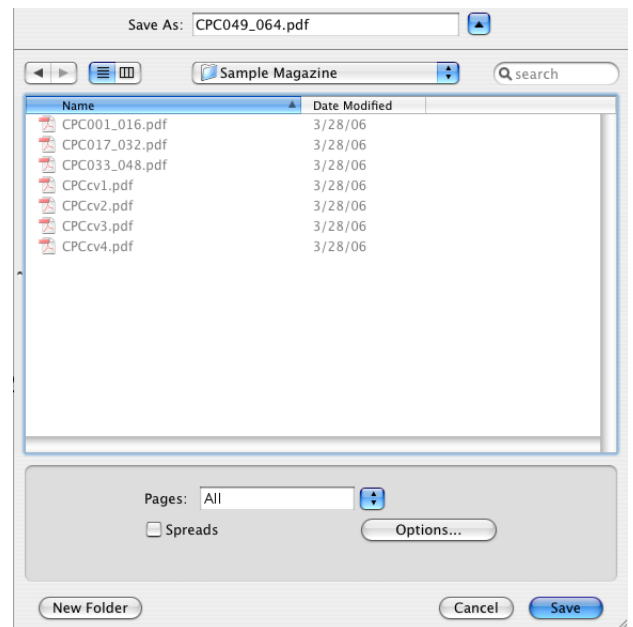 Save As: CPC049_064.pdf
Sample Magazine search
Name Date Modified
CPC001_016.pdf 3/28/06
CPC017_032.pdf 3/28/06
CPC033_048.pdf 3/28/06
CPCcv1.pdf 3/28/06
CPCcv2.pdf 3/28/06
CPCcv3.pdf 3/28/06
CPCcv4.pdf 3/28/06
Pages: All
Spreads Options...
New Folder Cancel Save